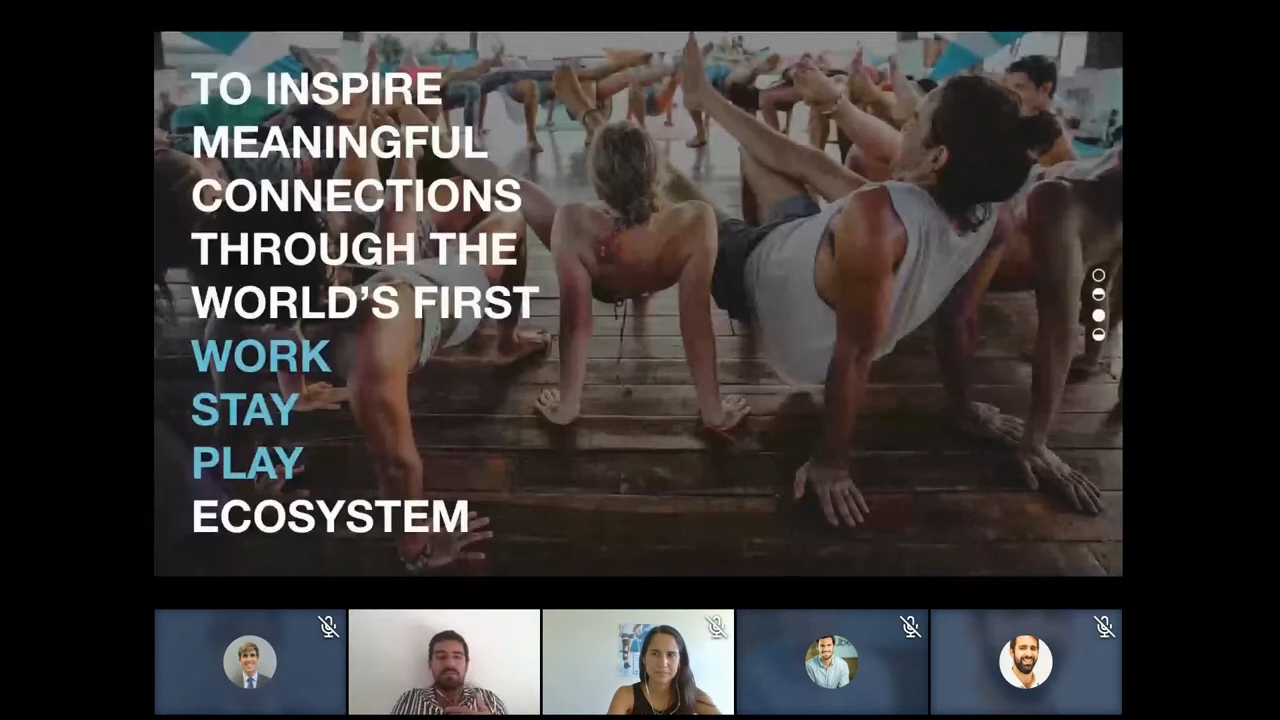 TO INSPIRE
MEANINGFUL
CONNECTIONS
THROUGH THE
WORLD’S FIRST
WORK
STAY
PLAY
ECOSYSTEM